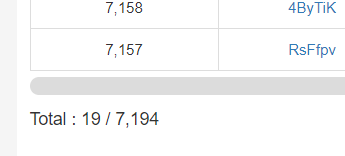 7,158 4ByTiK
7,157 RsFfpv
Total : 19 / 7,194